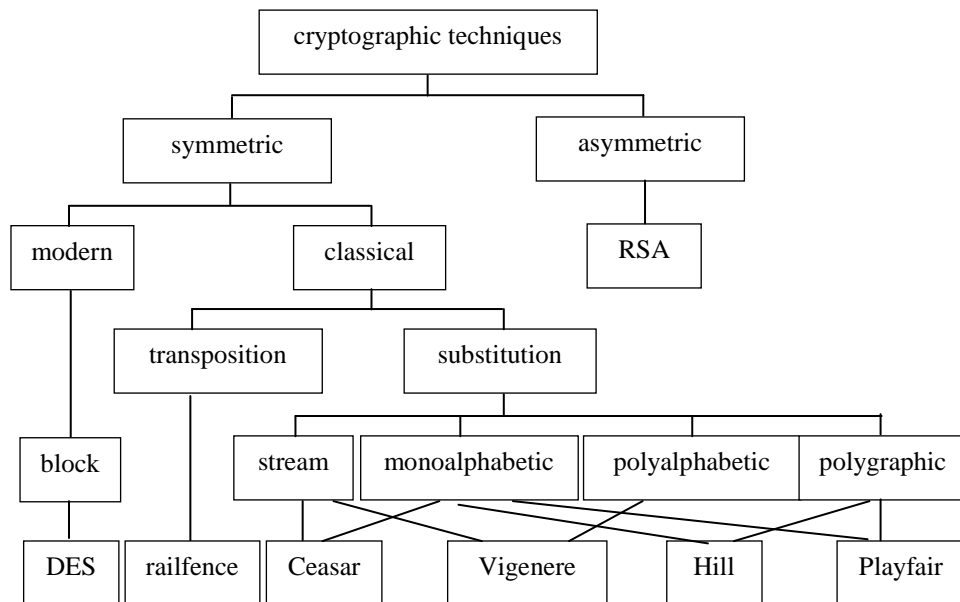 cryptographic techniques
symmetric
asymmetric
modern
classical
RSA
transposition
substitution
block
stream
monoalphabetic
polyalphabetic
polygraphic
DES
railfence
Ceasar
Vigenere
Hill
Playfair